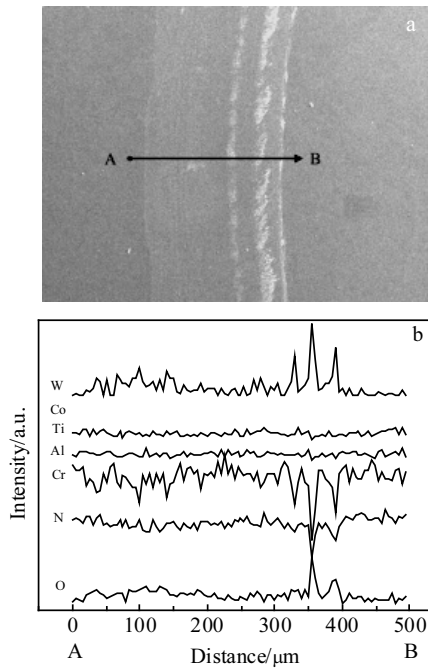 a
A
B
b
W
Co
Ti
Al
Cr
N
O
Intensity/a.u.
0
100
200
300
400
500
A
Distance/μm
B